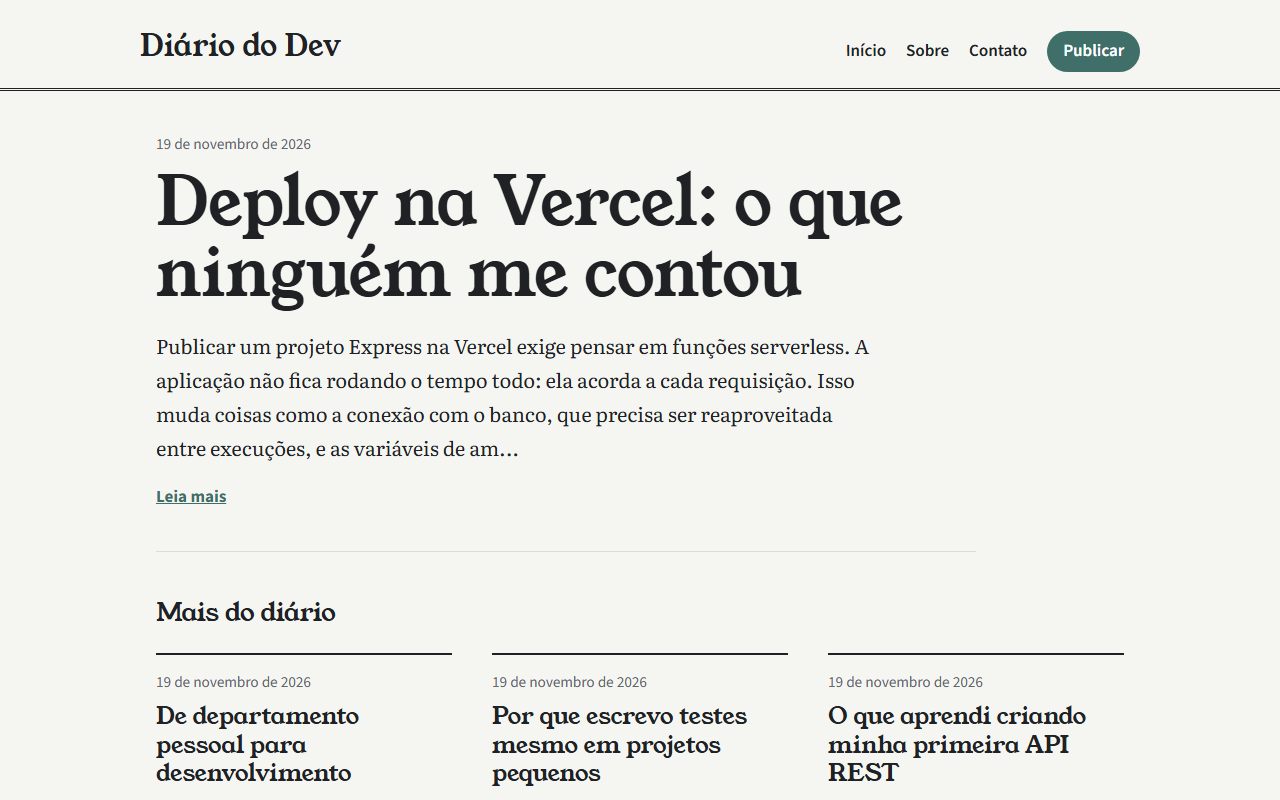 Diário do Dev
Início Sobre Contato Publicar
19 de novembro de 2026
Deploy na Vercel: o que
ninguém me contou
Publicar um projeto Express na Vercel exige pensar em funções serverless. A
aplicação não fica rodando o tempo todo: ela acorda a cada requisição. Isso
muda coisas como a conexão com o banco, que precisa ser reaproveitada
entre execuções, e as variáveis de am...
Leia mais
Mais do diário
19 de novembro de 2026
De departamento
pessoal para
desenvolvimento
19 de novembro de 2026
Por que escrevo testes
mesmo em projetos
pequenos
19 de novembro de 2026
O que aprendi criando
minha primeira API
REST